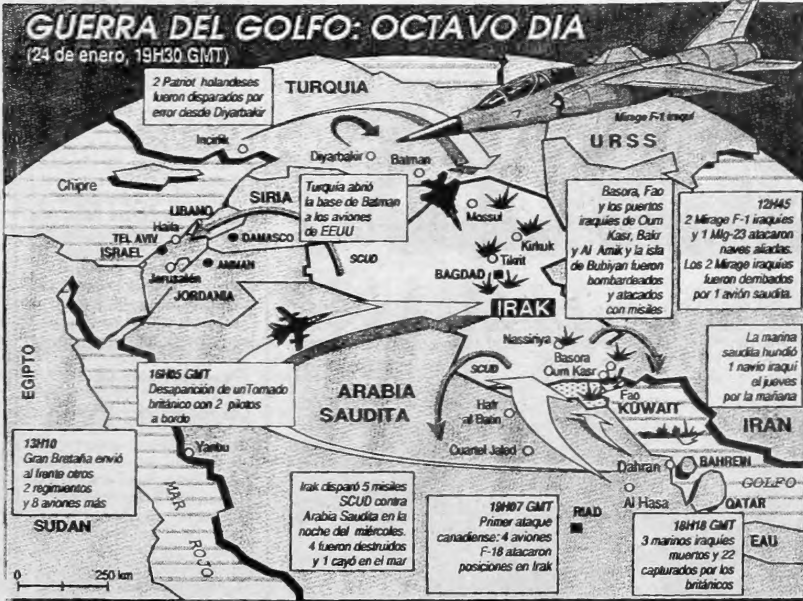 GUERRA DEL GOLFO: OCTAVO DIA
(24 de enero, 19H30 GMT)
2 Patriot holandeses
fueron disparados por
error desde Diyarbakir
TURQUIA
Mirage F-1 iraquí
URSS
Incirlik
Diyarbakir
Batman
Chipre
SIRIA
Turquía abrió
la base de Batman
a los aviones
de EEUU
LIBANO
Haifa
TEL AVIV
ISRAEL
DAMASCO
Jerusalén
AMMAN
JORDANIA
SCUD
Mossul
Kirkuk
Tikrit
BAGDAD
IRAK
Basora, Fao
y los puertos
iraquíes de Oum
Kasr, Bakr
y Al Amik y la isla
de Bubiyan fueron
bombardeados
y atacados
con misiles
12H45
2 Mirage F-1 iraquíes
y 1 Mig-23 atacaron
naves aliadas.
Los 2 Mirage iraquíes
fueron derribados
por 1 avión saudita.
Nassiriya
Basora
Oum Kasr
SCUD
Fao
KUWAIT
La marina
saudita hundió
1 navío iraquí
el jueves
por la mañana
IRAN
EGIPTO
16H05 GMT
Desaparición de un Tornado
británico con 2 pilotos
a bordo
ARABIA
SAUDITA
Hafr
al Batin
Cuartel Jaled
13H10
Gran Bretaña envió
al frente otros
2 regimientos
y 8 aviones más
Yanbu
MAR
ROJO
SUDAN
Irak disparó 5 misiles
SCUD contra
Arabia Saudita en la
noche del miércoles.
4 fueron destruidos
y 1 cayó en el mar
19H07 GMT
Primer ataque
canadiense: 4 aviones
F-18 atacaron
posiciones en Irak
RIAD
Dahran
BAHREIN
GOLFO
Al Hasa
QATAR
18H18 GMT
3 marinos iraquíes
muertos y 22
capturados por los
británicos
EAU
0 250 km